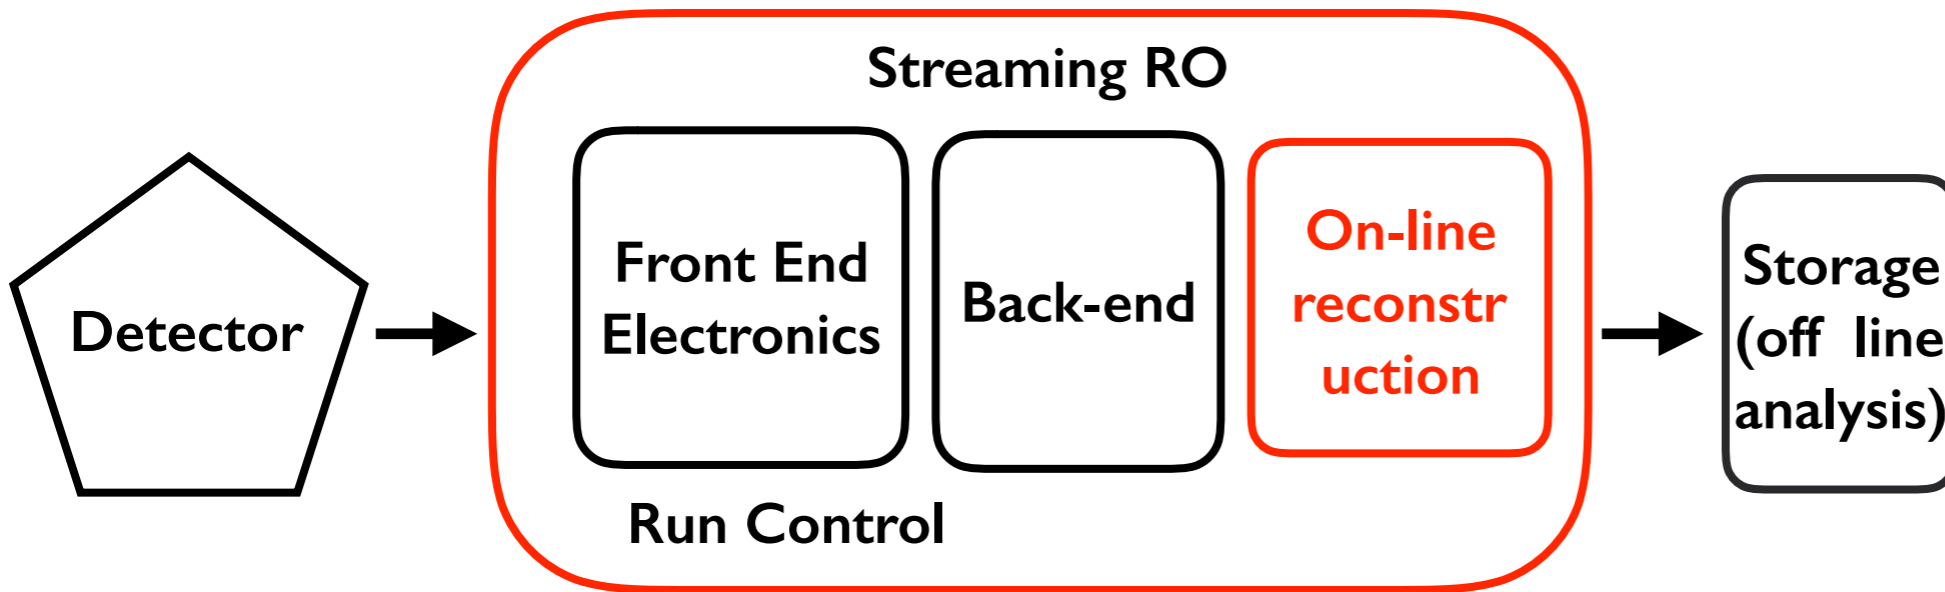 Streaming RO
Detector
Front End
Electronics
Back-end
On-line
reconstr
uction
Run Control
Storage
(off line
analysis)